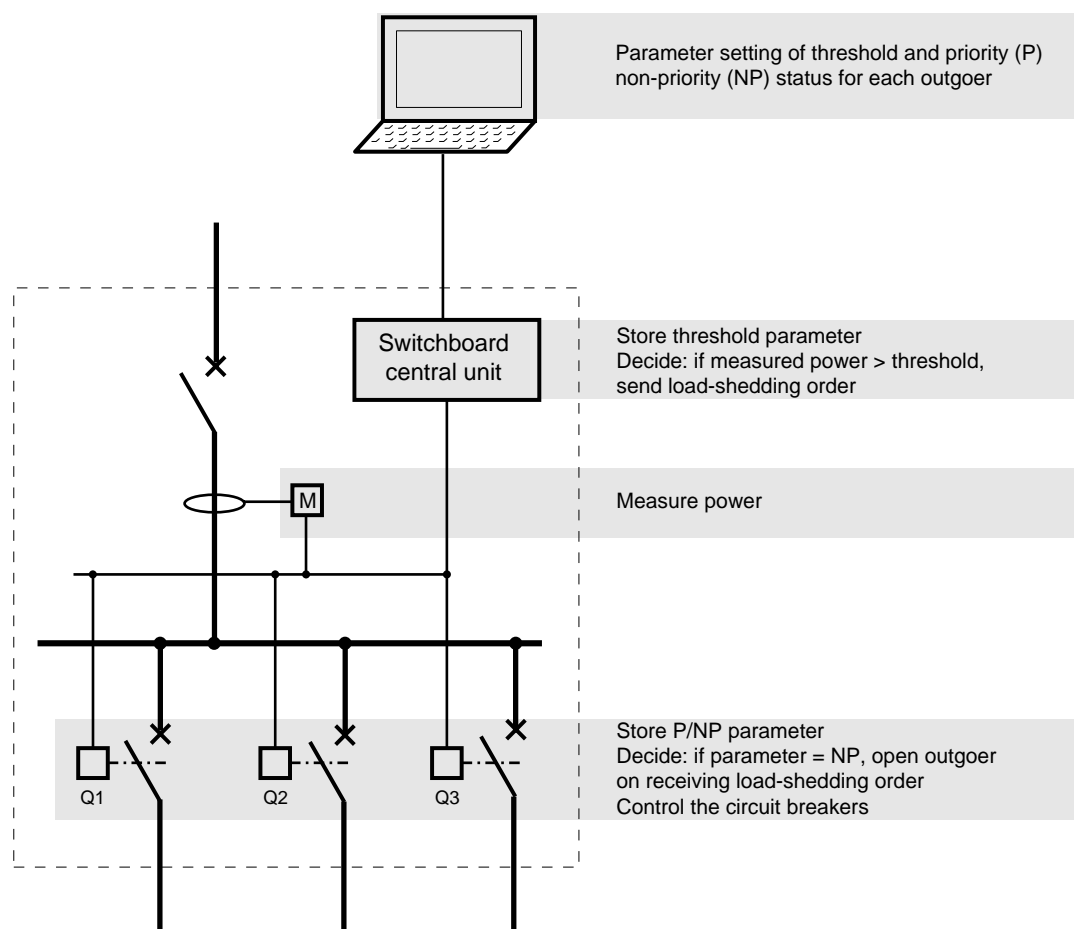 Parameter setting of threshold and priority (P)
non-priority (NP) status for each outgoer
Switchboard
central unit
Store threshold parameter
Decide: if measured power > threshold,
send load-shedding order
M
Measure power
Store P/NP parameter
Decide: if parameter = NP, open outgoer
on receiving load-shedding order
Control the circuit breakers
Q1
Q2
Q3